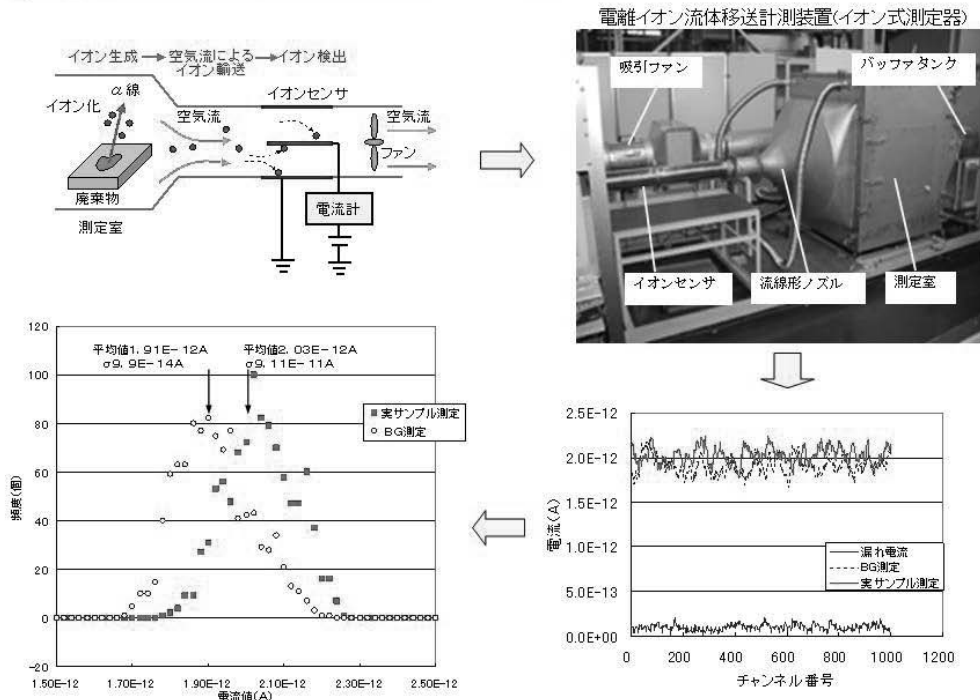 電離イオン流体移送計測装置(イオン式測定器)
イオン生成
空気流による
イオン輸送
イオン検出
α線
イオン化
空気流
イオンセンサ
空気流
ファン
廃棄物
測定室
電流計
吸引ファン
バッファタンク
イオンセンサ
流線形ノズル
測定室
平均値1.91E-12A
σ9.9E-14A
平均値2.03E-12A
σ9.11E-11A
実サンプル測定
BG測定
頻度(個)
120
100
80
60
40
20
0
-20
1.50E-12
1.70E-12
1.90E-12
2.10E-12
2.30E-12
2.50E-12
電流値(A)
電流(A)
2.5E-12
2.0E-12
1.5E-12
1.0E-12
5.0E-13
0.0E+00
漏れ電流
BG測定
実サンプル測定
0
200
400
600
800
1000
チャンネル番号